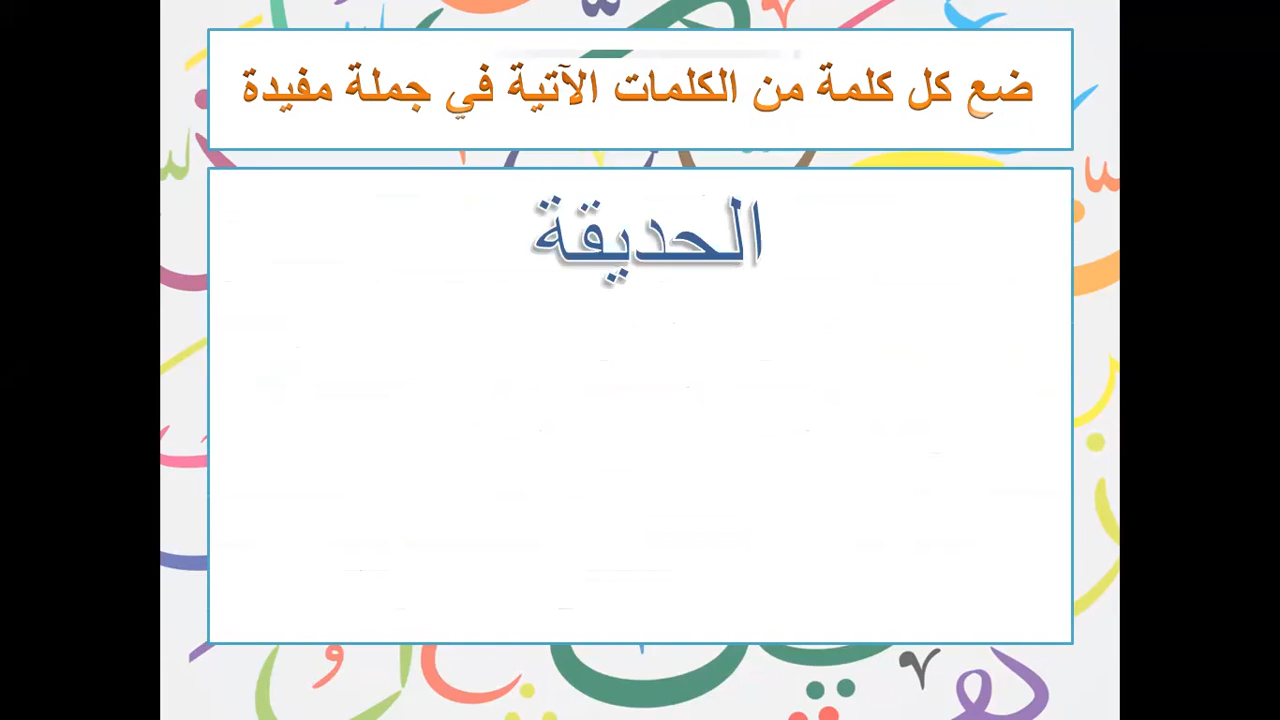 ضع كل كلمة من الكلمات الآتية في جملة مفيدة
الحديقة